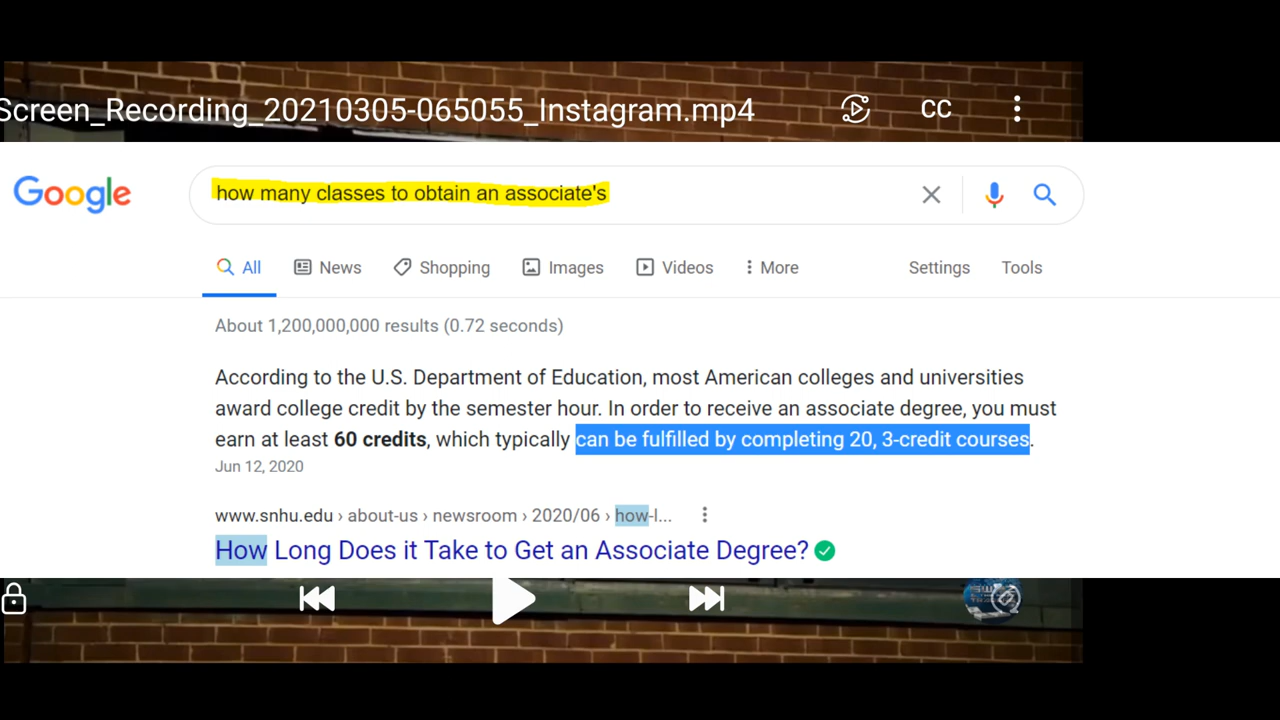 Screen_Recording_20210305-065055_Instagram.mp4 CC
Google how many classes to obtain an associate's
All News Shopping Images Videos More Settings Tools
About 1,200,000,000 results (0.72 seconds)
According to the U.S. Department of Education, most American colleges and universities
award college credit by the semester hour. In order to receive an associate degree, you must
earn at least 60 credits, which typically can be fulfilled by completing 20, 3-credit courses.
Jun 12, 2020
www.snhu.edu › about-us › newsroom › 2020/06 › how-l...
How Long Does it Take to Get an Associate Degree?